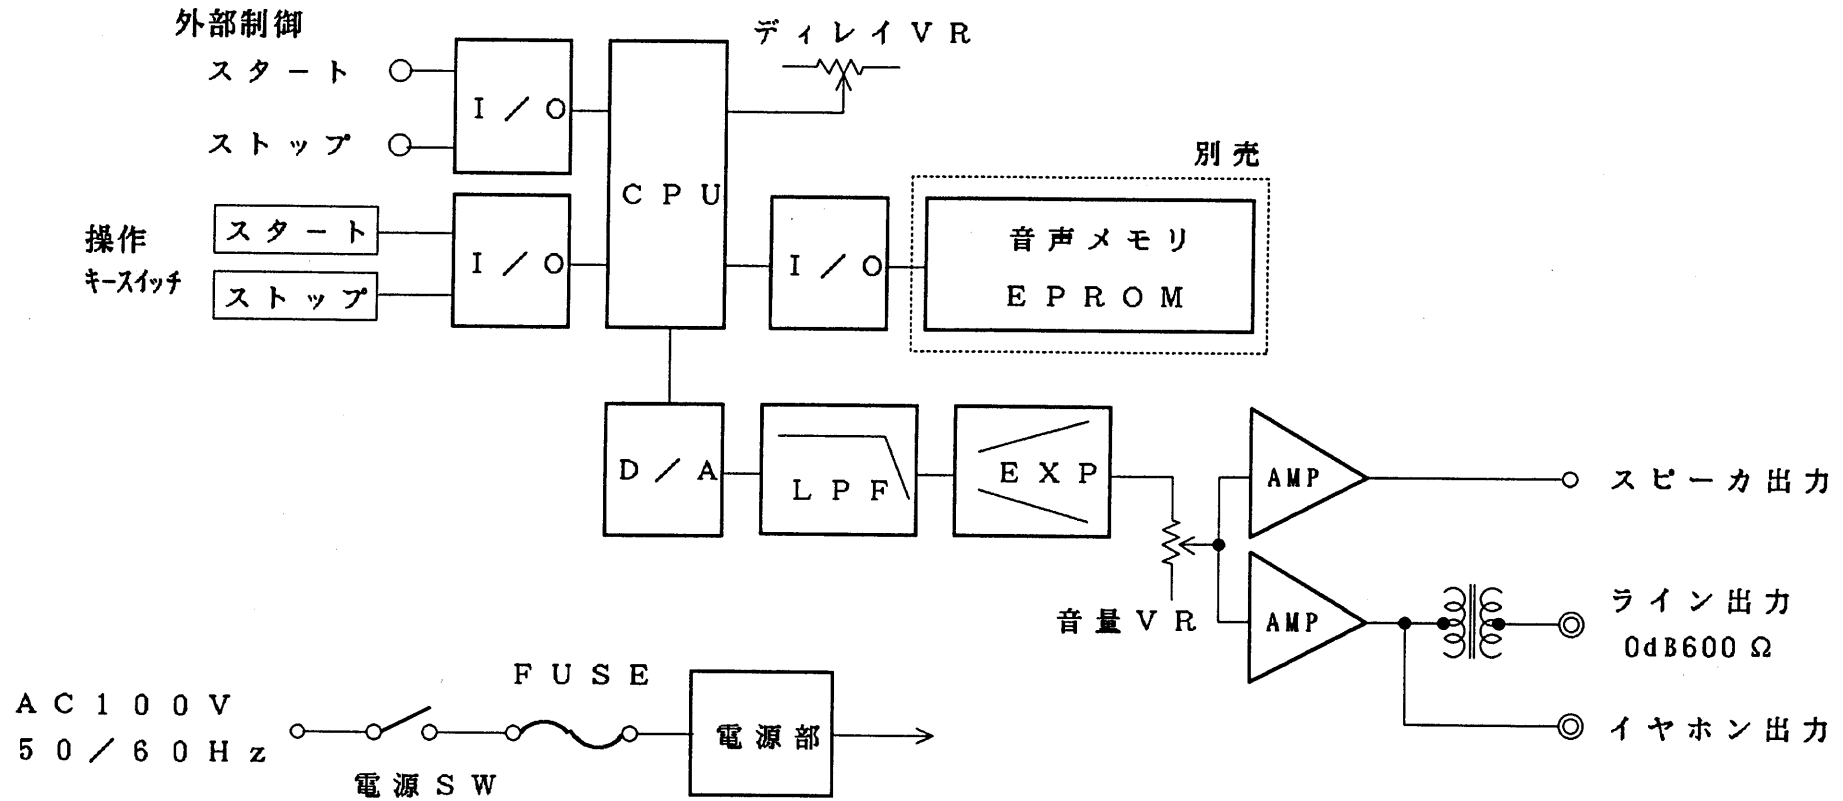 外部制御
スタート
ストップ
I/O
CPU
ディレイVR
別売
操作
キースイッチ
スタート
ストップ
I/O
I/O
音声メモリ
EPROM
D/A
LPF
EXP
音量VR
AMP
スピーカ出力
AMP
ライン出力
0dB600Ω
イヤホン出力
AC100V
50/60Hz
電源SW
FUSE
電源部